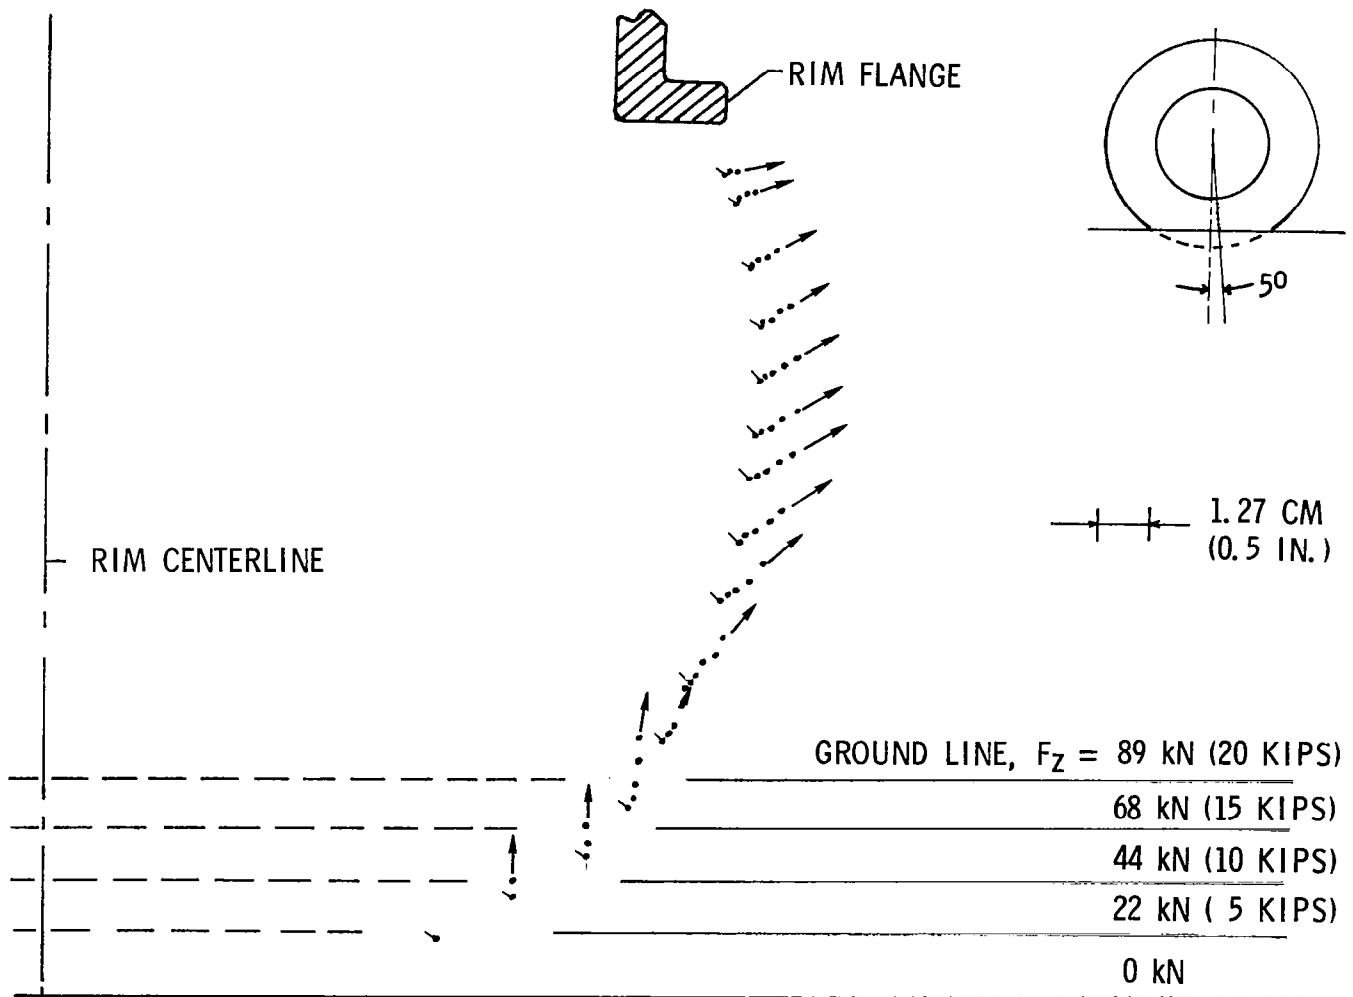 RIM FLANGE
5º
1.27 CM
(0.5 IN.)
RIM CENTERLINE
GROUND LINE, FZ = 89 kN (20 KIPS)
68 kN (15 KIPS)
44 kN (10 KIPS)
22 kN ( 5 KIPS)
0 kN